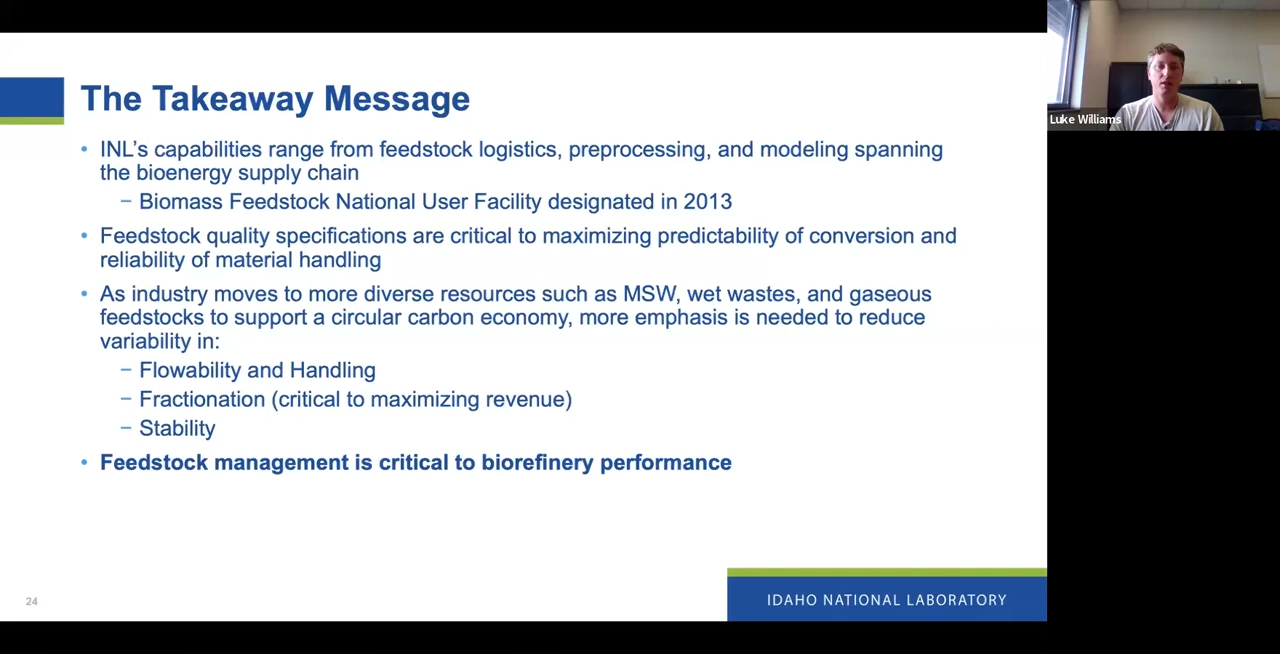 The Takeaway Message
• INL’s capabilities range from feedstock logistics, preprocessing, and modeling spanning
the bioenergy supply chain
− Biomass Feedstock National User Facility designated in 2013
• Feedstock quality specifications are critical to maximizing predictability of conversion and
reliability of material handling
• As industry moves to more diverse resources such as MSW, wet wastes, and gaseous
feedstocks to support a circular carbon economy, more emphasis is needed to reduce
variability in:
− Flowability and Handling
− Fractionation (critical to maximizing revenue)
− Stability
• Feedstock management is critical to biorefinery performance
24
IDAHO NATIONAL LABORATORY
Luke Williams